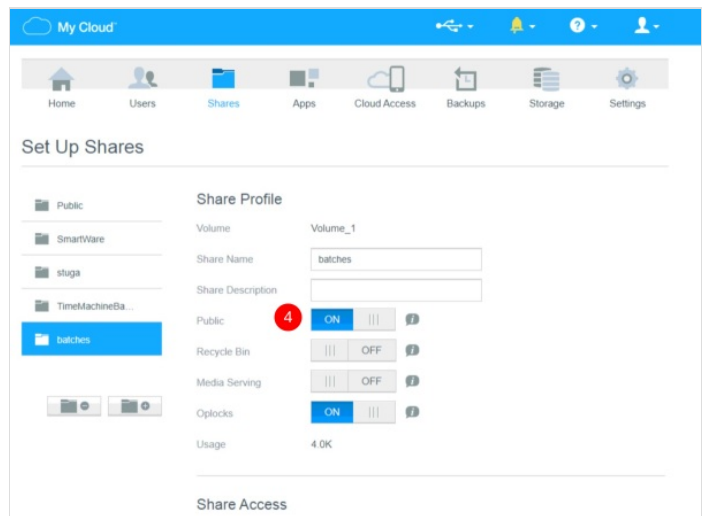 My Cloud™
Home Users Shares Apps Cloud Access Backups Storage Settings
Set Up Shares
Public
SmartWare
stuga
TimeMachineBa...
batches
Share Profile
Volume Volume_1
Share Name batches
Share Description
Public 4 ON
Recycle Bin OFF
Media Serving OFF
Oplocks ON
Usage 4.0K
Share Access